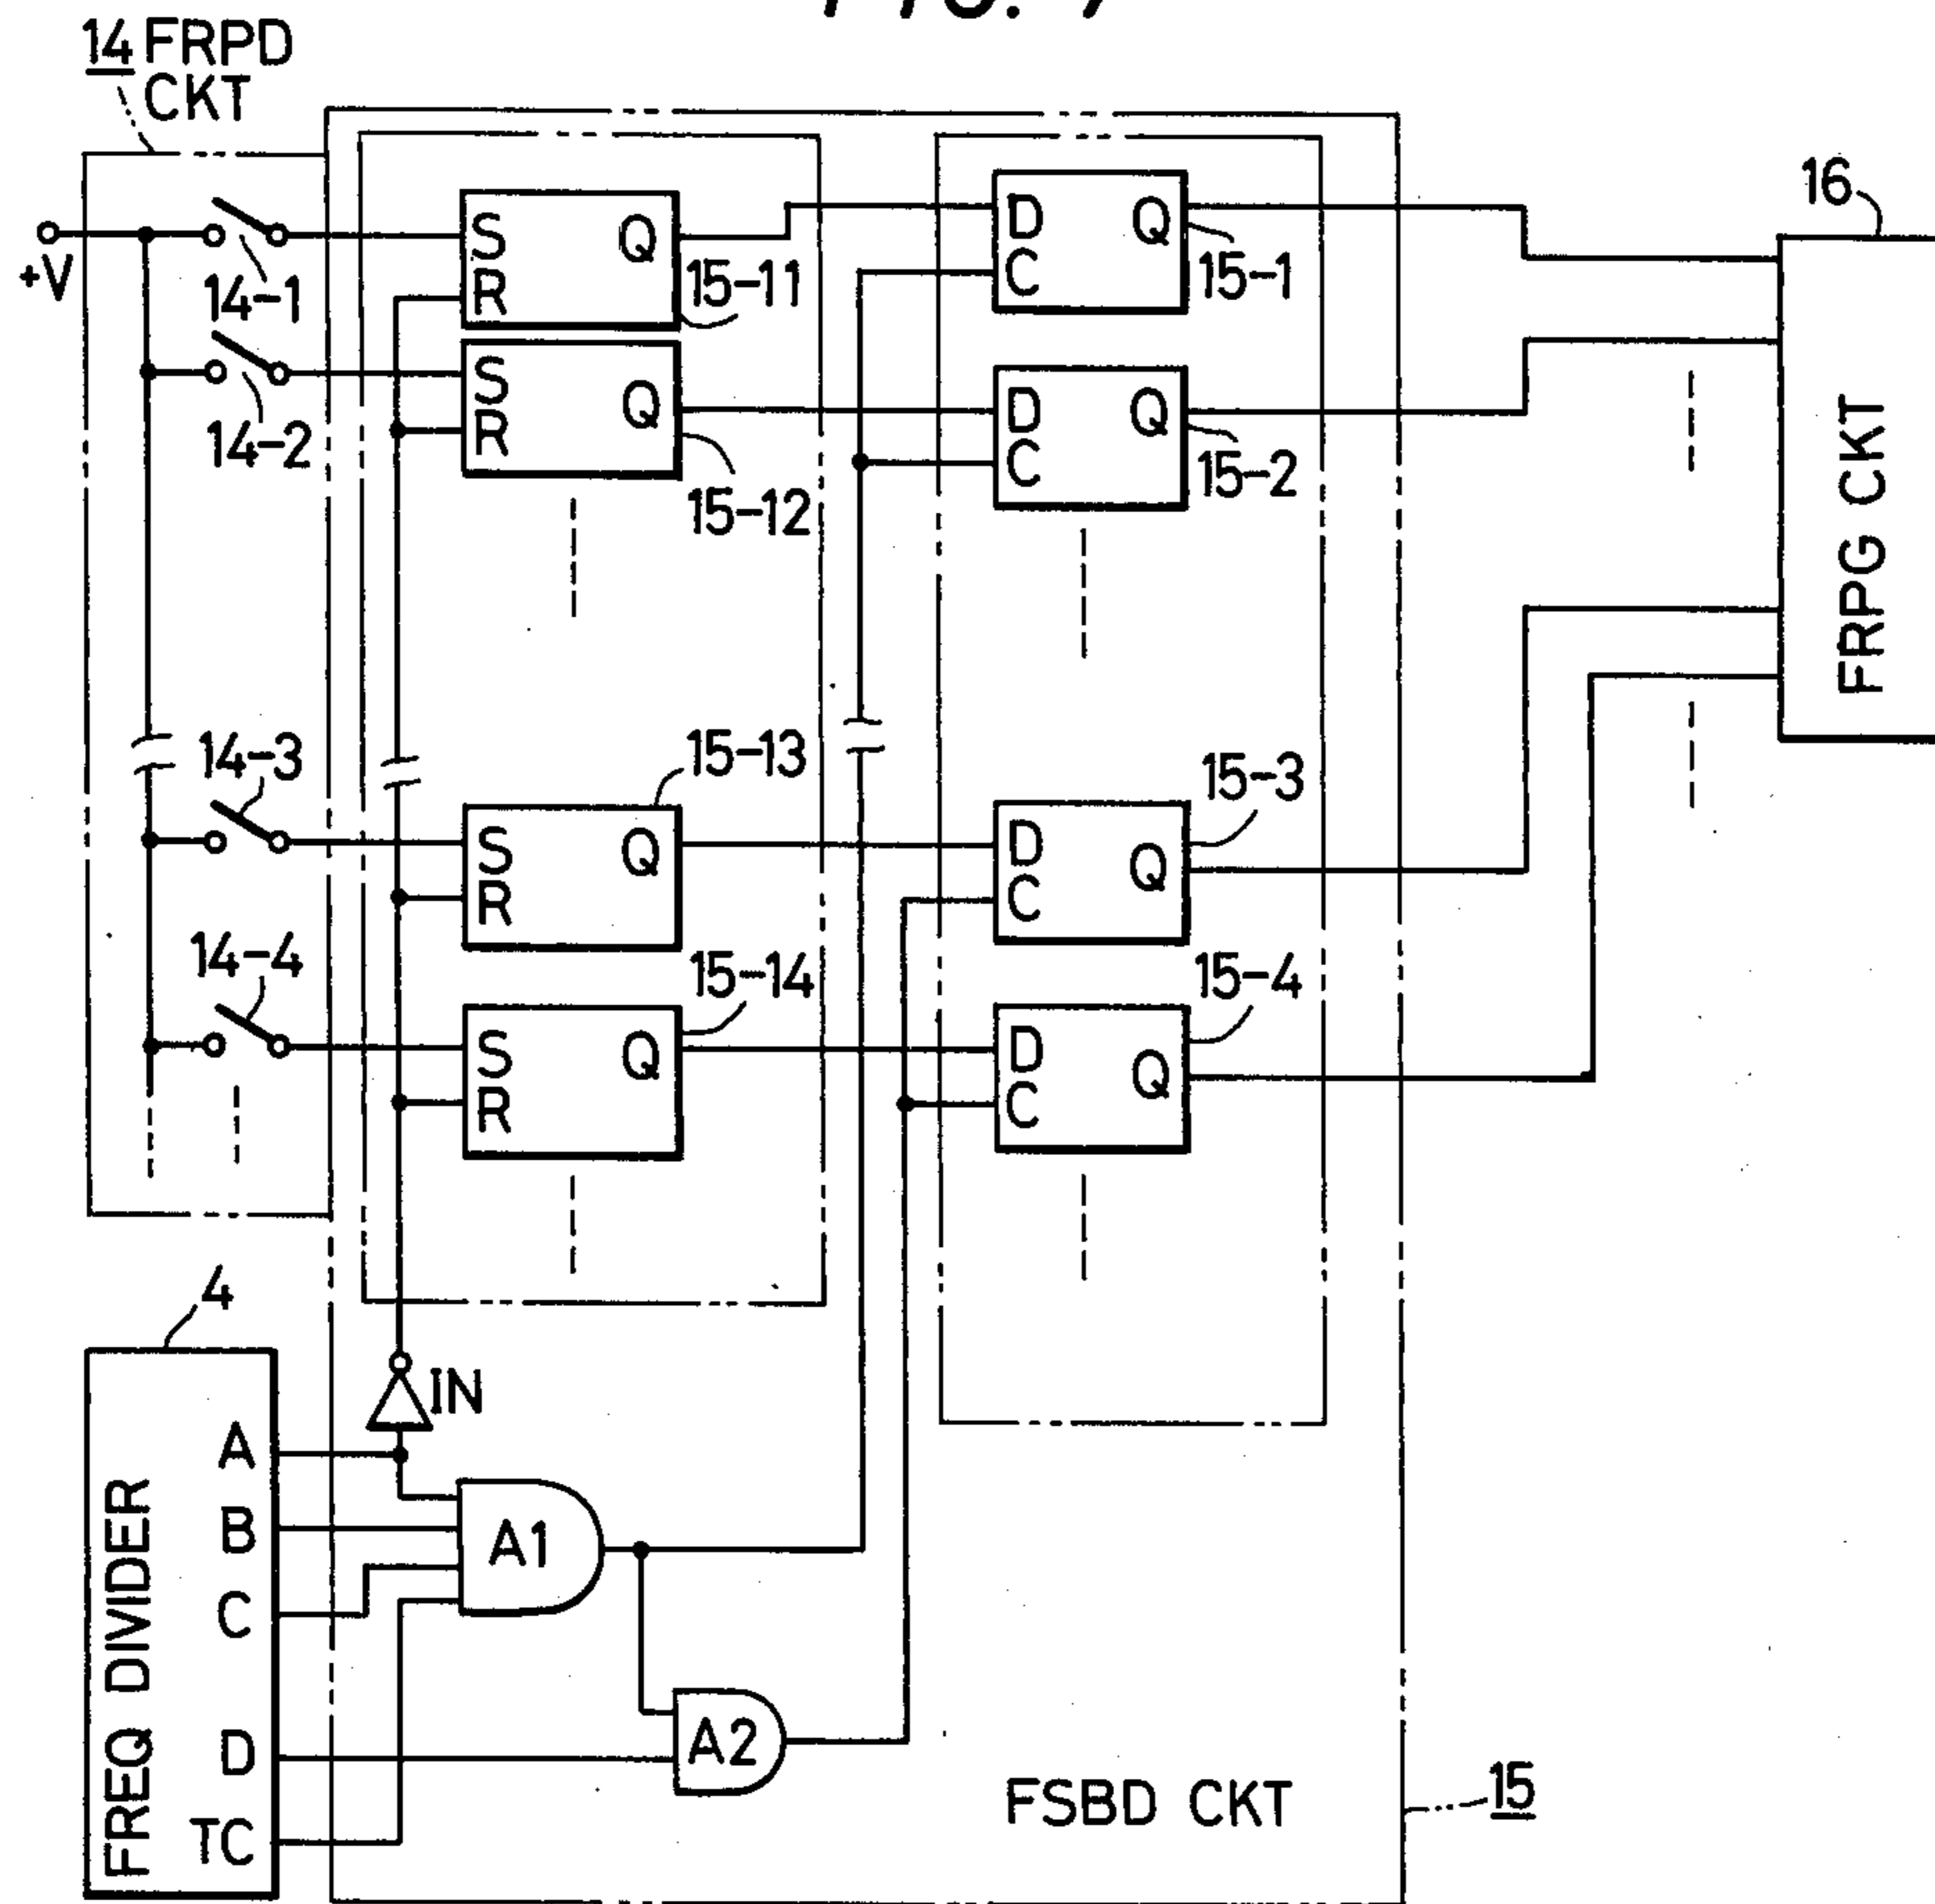 14 FRPD
CKT
+V
14-1
14-2
14-3
14-4
S Q
R
15-11
S Q
R
15-12
15-13
S Q
R
15-14
S Q
R
D Q
C
15-1
D Q
C
15-2
15-3
D Q
C
15-4
D Q
C
16
FRPG CKT
4
FREQ DIVIDER
A
B
C
D
TC
IN
A1
A2
FSBD CKT
15